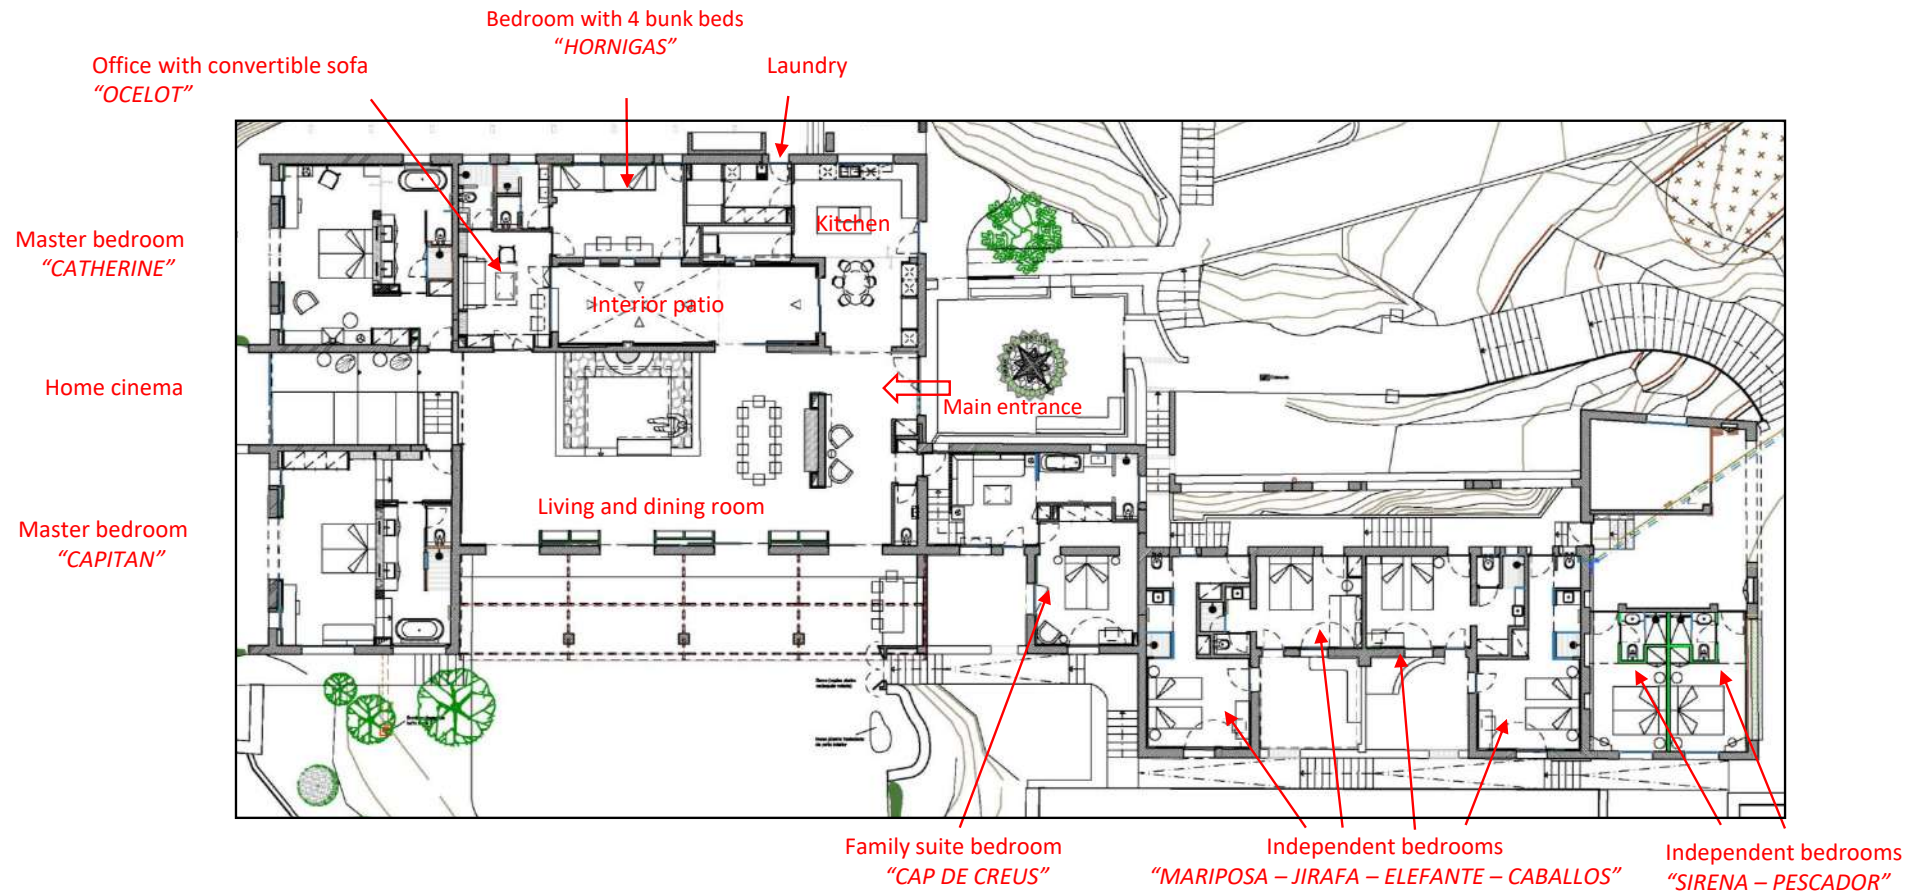 Bedroom with 4 bunk beds
“HORNIGAS”
Office with convertible sofa
“OCELOT”
Laundry
Kitchen
Master bedroom
“CATHERINE”
Interior patio
Home cinema
Main entrance
Living and dining room
Master bedroom
“CAPITAN”
Family suite bedroom
“CAP DE CREUS”
Independent bedrooms
“MARIPOSA – JIRAFA – ELEFANTE – CABALLOS”
Independent bedrooms
“SIRENA – PESCADOR”